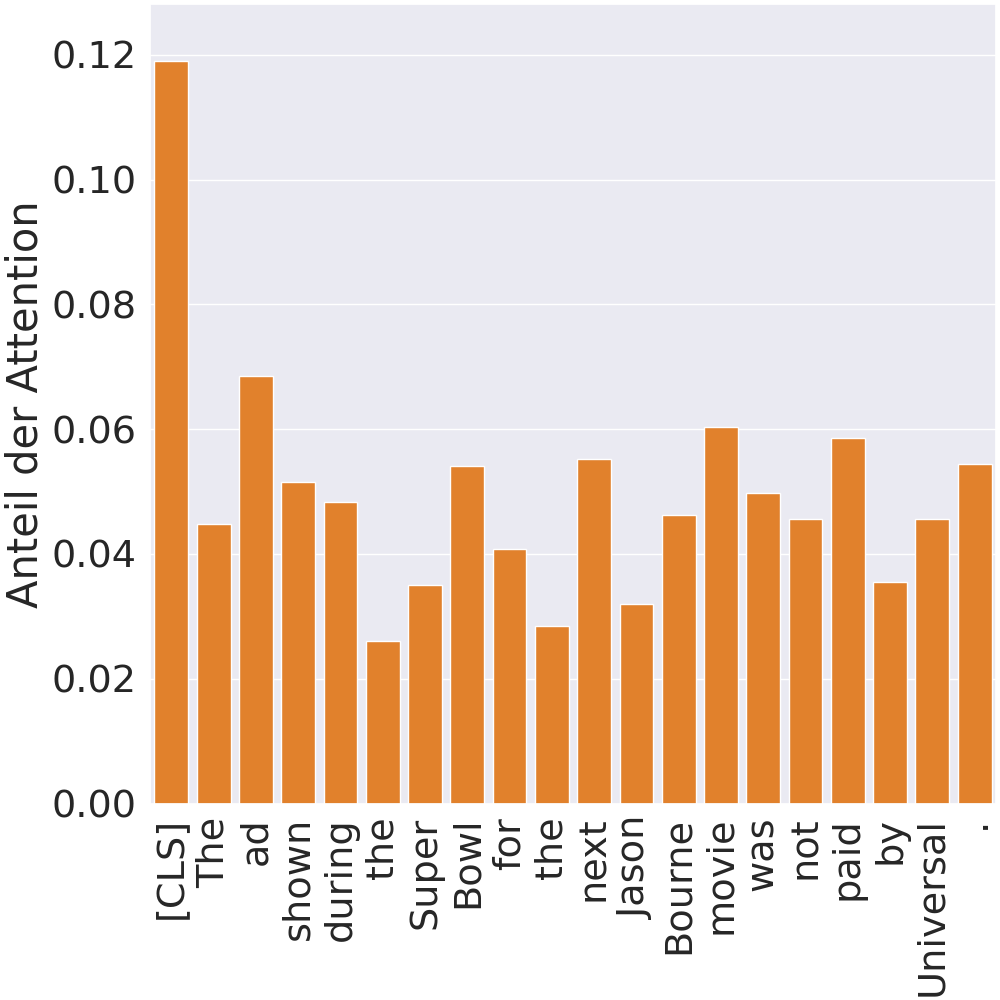 Anteil der Attention
0.12
0.10
0.08
0.06
0.04
0.02
0.00
[CLS]
The
ad
shown
during
the
Super
Bowl
for
the
next
Jason
Bourne
movie
was
not
paid
by
Universal
.